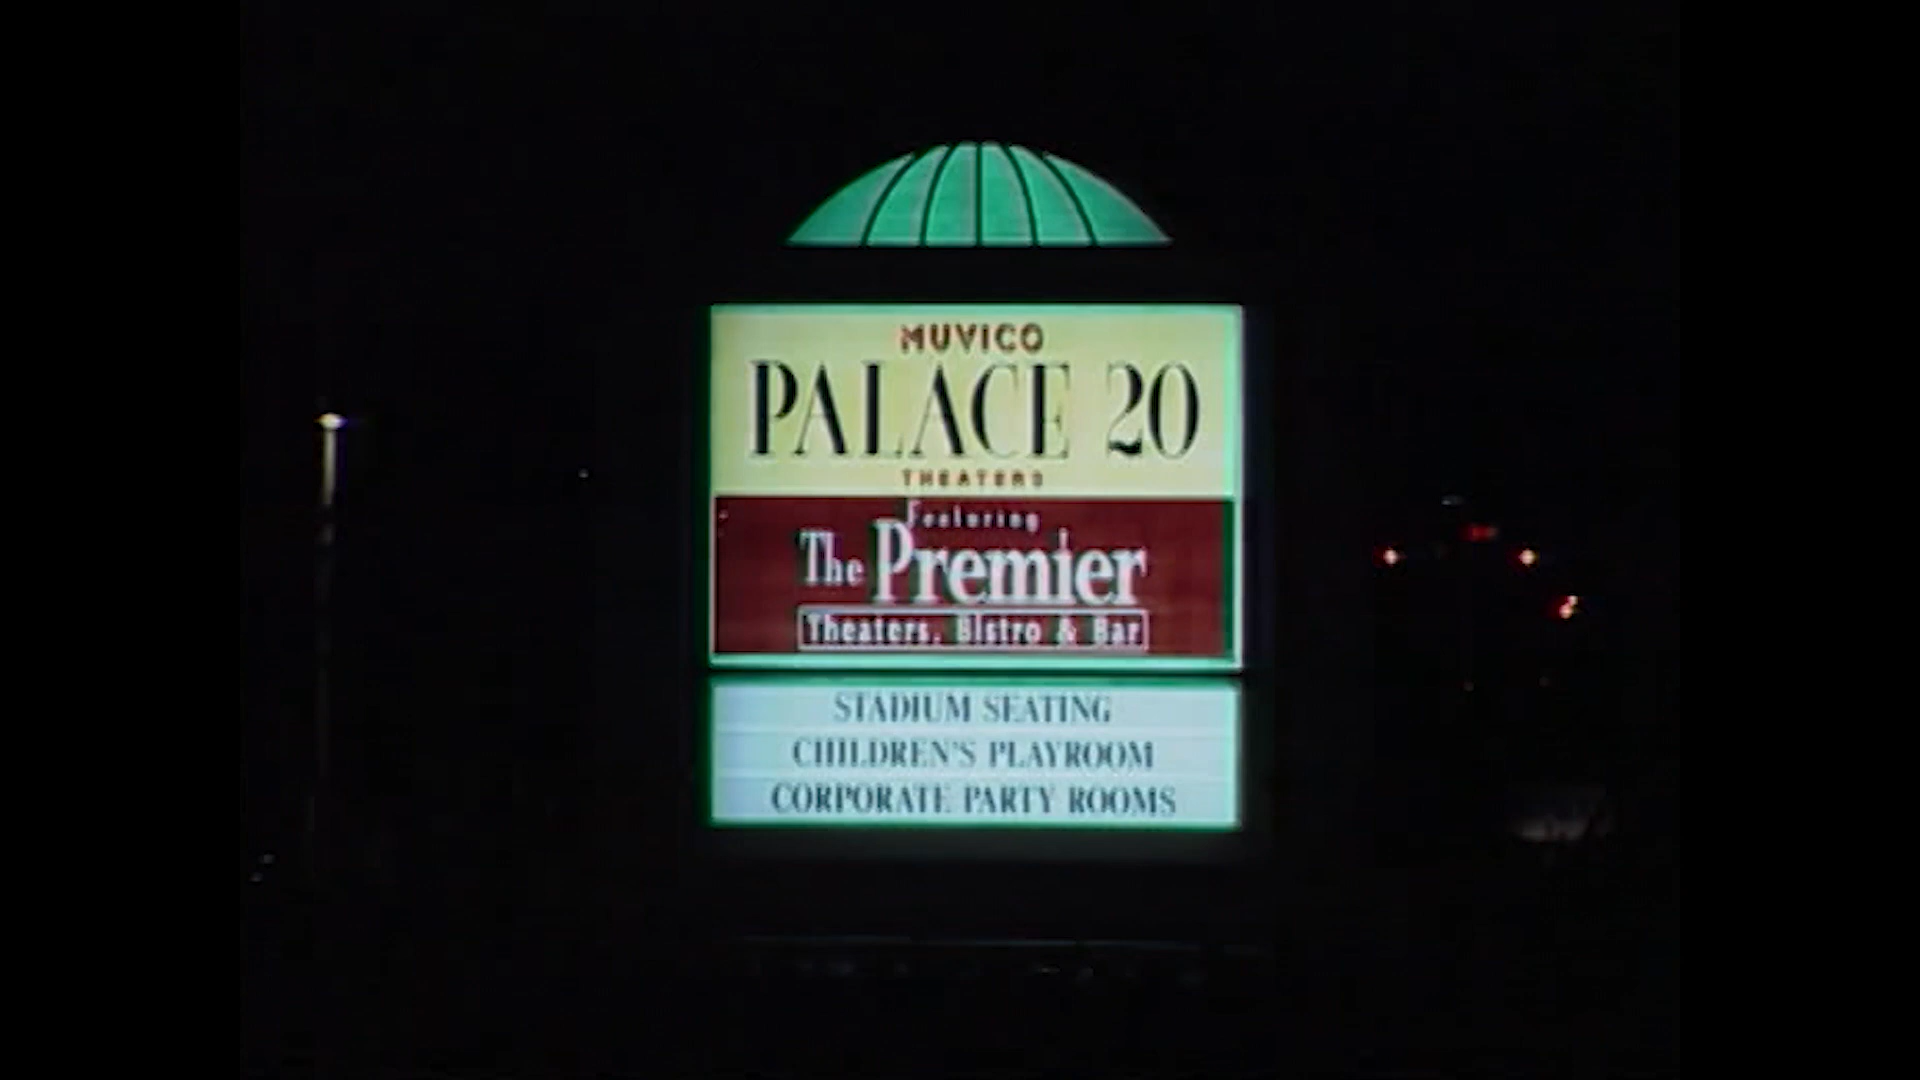 MUVICO
PALACE 20
THEATERS
Featuring
The Premier
Theaters, Bistro & Bar
STADIUM SEATING
CHILDREN'S PLAYROOM
CORPORATE PARTY ROOMS